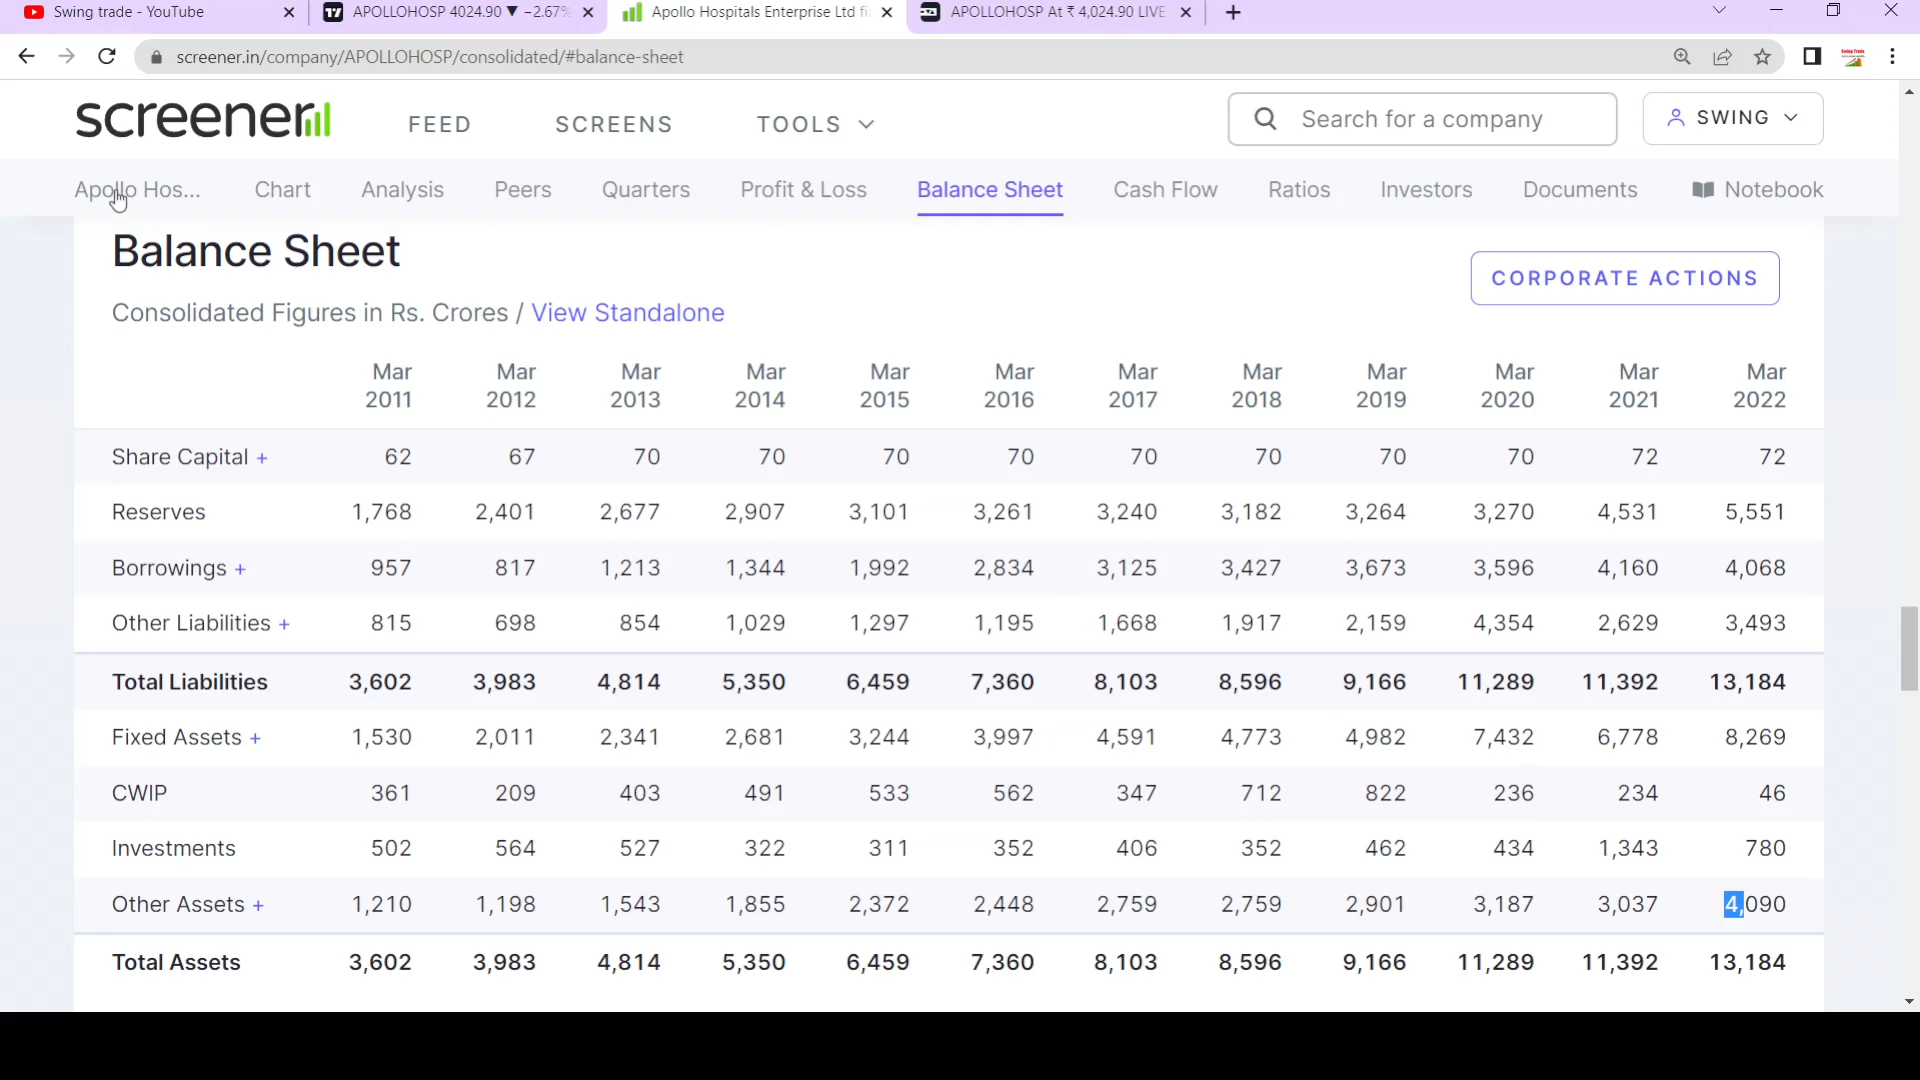 Swing trade - YouTube
APOLLOHOSP 4024.90 ▼ −2.67%
Apollo Hospitals Enterprise Ltd fi
APOLLOHOSP At ₹ 4,024.90 LIVE
screener.in/company/APOLLOHOSP/consolidated/#balance-sheet
screener
FEED
SCREENS
TOOLS
Search for a company
SWING
Apollo Hos...
Chart
Analysis
Peers
Quarters
Profit & Loss
Balance Sheet
Cash Flow
Ratios
Investors
Documents
Notebook
Balance Sheet
CORPORATE ACTIONS
Consolidated Figures in Rs. Crores / View Standalone
Mar 2011 Mar 2012 Mar 2013 Mar 2014 Mar 2015 Mar 2016 Mar 2017 Mar 2018 Mar 2019 Mar 2020 Mar 2021 Mar 2022
Share Capital + 62 67 70 70 70 70 70 70 70 70 72 72
Reserves 1,768 2,401 2,677 2,907 3,101 3,261 3,240 3,182 3,264 3,270 4,531 5,551
Borrowings + 957 817 1,213 1,344 1,992 2,834 3,125 3,427 3,673 3,596 4,160 4,068
Other Liabilities + 815 698 854 1,029 1,297 1,195 1,668 1,917 2,159 4,354 2,629 3,493
Total Liabilities 3,602 3,983 4,814 5,350 6,459 7,360 8,103 8,596 9,166 11,289 11,392 13,184
Fixed Assets + 1,530 2,011 2,341 2,681 3,244 3,997 4,591 4,773 4,982 7,432 6,778 8,269
CWIP 361 209 403 491 533 562 347 712 822 236 234 46
Investments 502 564 527 322 311 352 406 352 462 434 1,343 780
Other Assets + 1,210 1,198 1,543 1,855 2,372 2,448 2,759 2,759 2,901 3,187 3,037 4,090
Total Assets 3,602 3,983 4,814 5,350 6,459 7,360 8,103 8,596 9,166 11,289 11,392 13,184